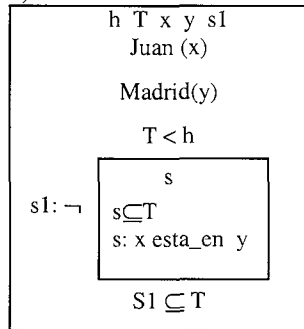 h T x y s1
Juan (x)
Madrid(y)
T < h
s
s⊆T
s1: ¬
s: x esta_en y
S1 ⊆ T